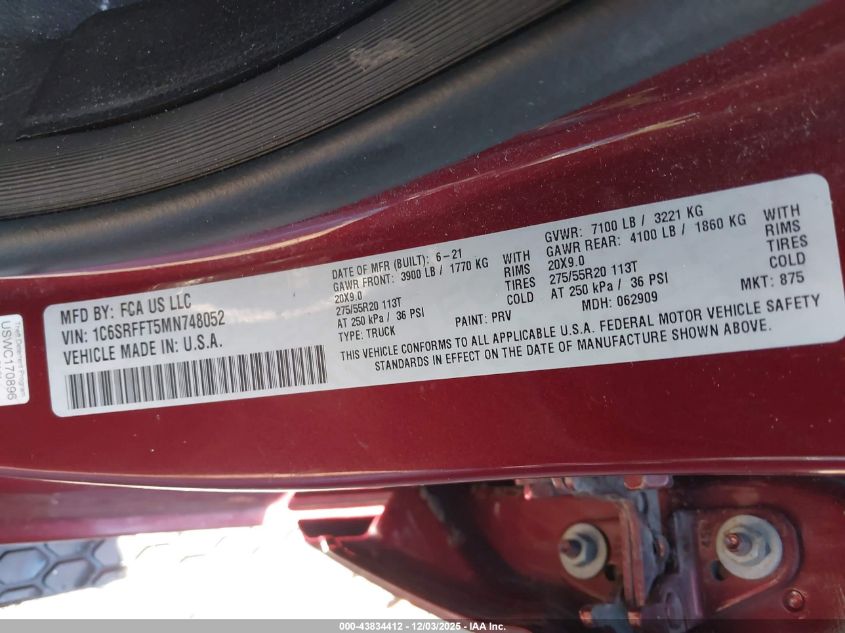 MFD BY: FCA US LLC
VIN: 1C6SRFFT5MN748052
VEHICLE MADE IN: U.S.A.
DATE OF MFR (BUILT): 6-21
GAWR FRONT: 3900 LB / 1770 KG WITH
20X9.0 RIMS
275/55R20 113T TIRES
AT 250 kPa / 36 PSI COLD
TYPE: TRUCK
PAINT: PRV
GVWR: 7100 LB / 3221 KG
GAWR REAR: 4100 LB / 1860 KG WITH
20X9.0 RIMS
275/55R20 113T TIRES
AT 250 kPa / 36 PSI COLD
MDH: 062909
MKT: 875
THIS VEHICLE CONFORMS TO ALL APPLICABLE U.S.A. FEDERAL MOTOR VEHICLE SAFETY
STANDARDS IN EFFECT ON THE DATE OF MANUFACTURE SHOWN ABOVE.
Theft Deterrent Program
USWC170896
000-43834412 - 12/03/2025 - IAA, Inc.